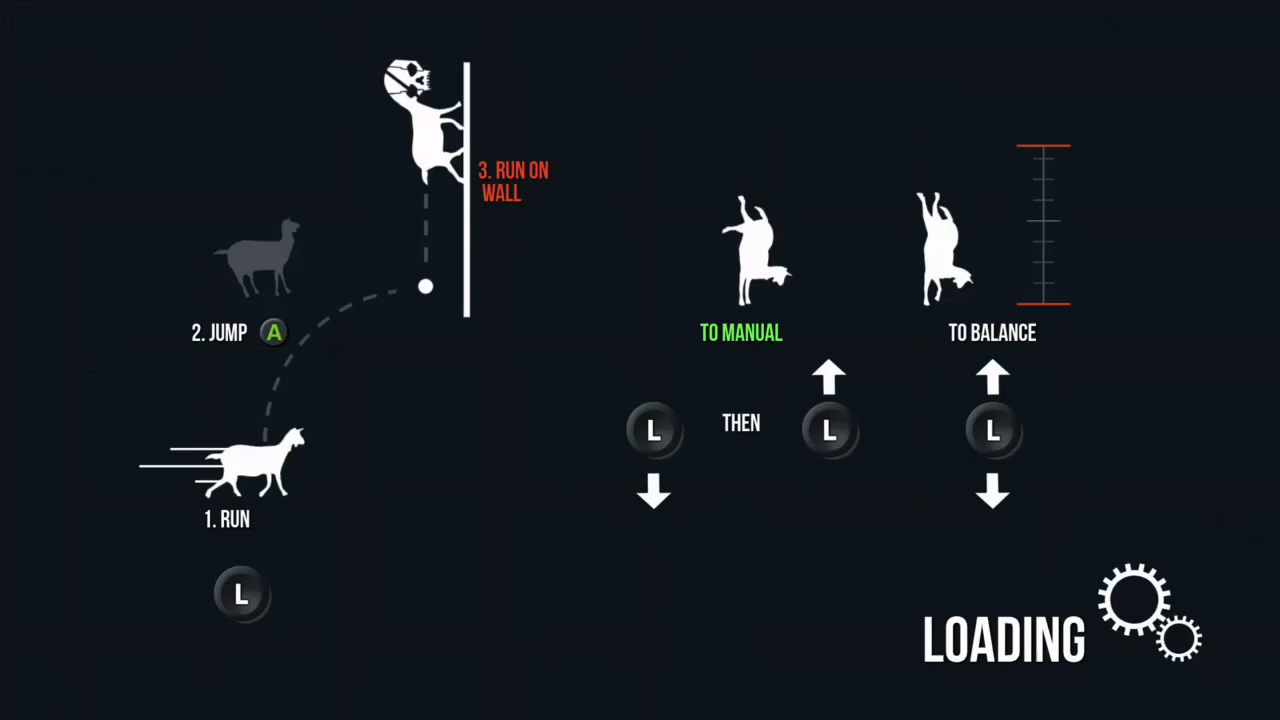 3. RUN ON
WALL
2. JUMP A
TO MANUAL
TO BALANCE
L THEN L
L
1. RUN
L
LOADING